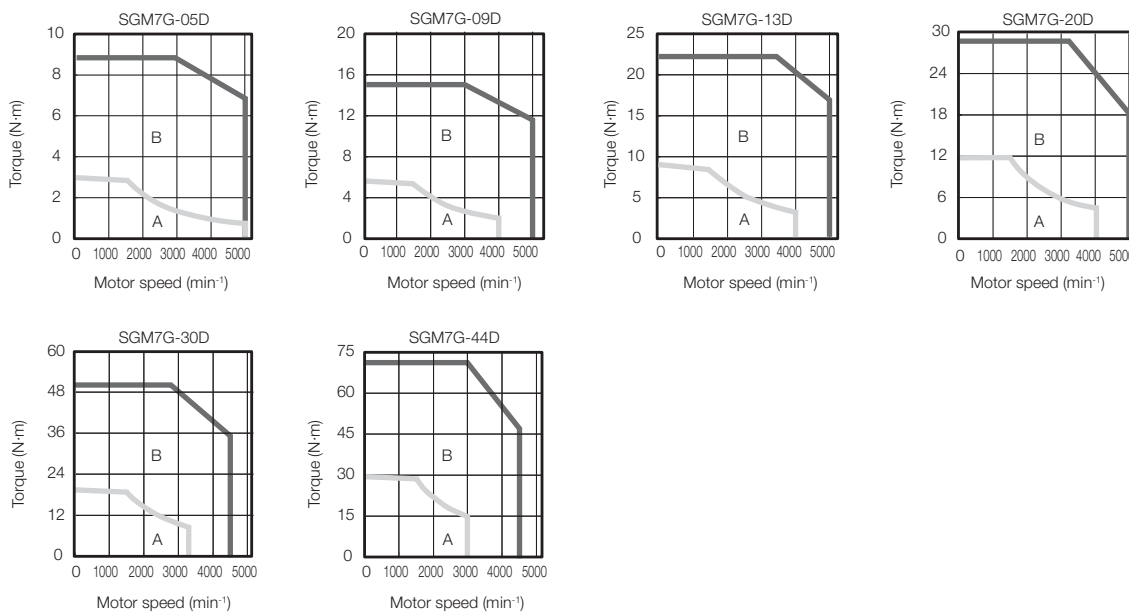 SGM7G-05D
10
8
6
4
2
0
Torque (N·m)
B
A
0 1000 2000 3000 4000 5000
Motor speed (min-1)
SGM7G-09D
20
16
12
8
4
0
Torque (N·m)
B
A
0 1000 2000 3000 4000 5000
Motor speed (min-1)
SGM7G-13D
25
20
15
10
5
0
Torque (N·m)
B
A
0 1000 2000 3000 4000 5000
Motor speed (min-1)
SGM7G-20D
30
24
18
12
6
0
Torque (N·m)
B
A
0 1000 2000 3000 4000 5000
Motor speed (min-1)
SGM7G-30D
60
48
36
24
12
0
Torque (N·m)
B
A
0 1000 2000 3000 4000 5000
Motor speed (min-1)
SGM7G-44D
75
60
45
30
15
0
Torque (N·m)
B
A
0 1000 2000 3000 4000 5000
Motor speed (min-1)